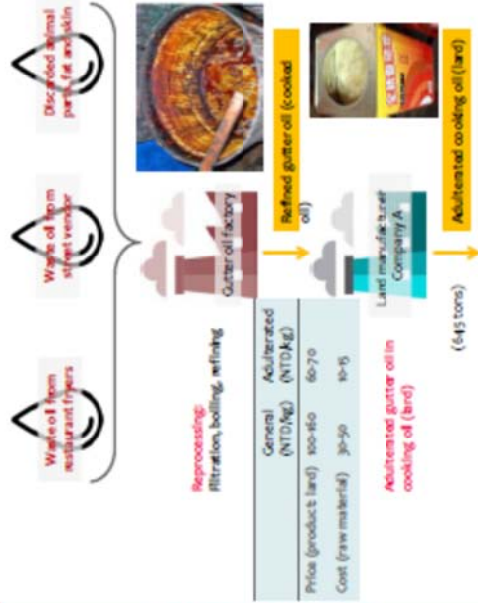 Waste oil from
restaurant fryers
Waste oil from
street vendor
Discarded animal
parts, fat and skin
Reprocessing:
filtration, boiling, refining
Gutter oil factory
Refined gutter oil (cooked
oil)
General
(NTD/kg)
Adulterated
(NTD/kg)
Price (product lard) 100-160 60-70
Cost (raw material) 30-50 10-15
Land manufacturer
Company A
Adulterated gutter oil in
cooking oil (lard)
(645 tons)
Adulterated cooking oil (lard)